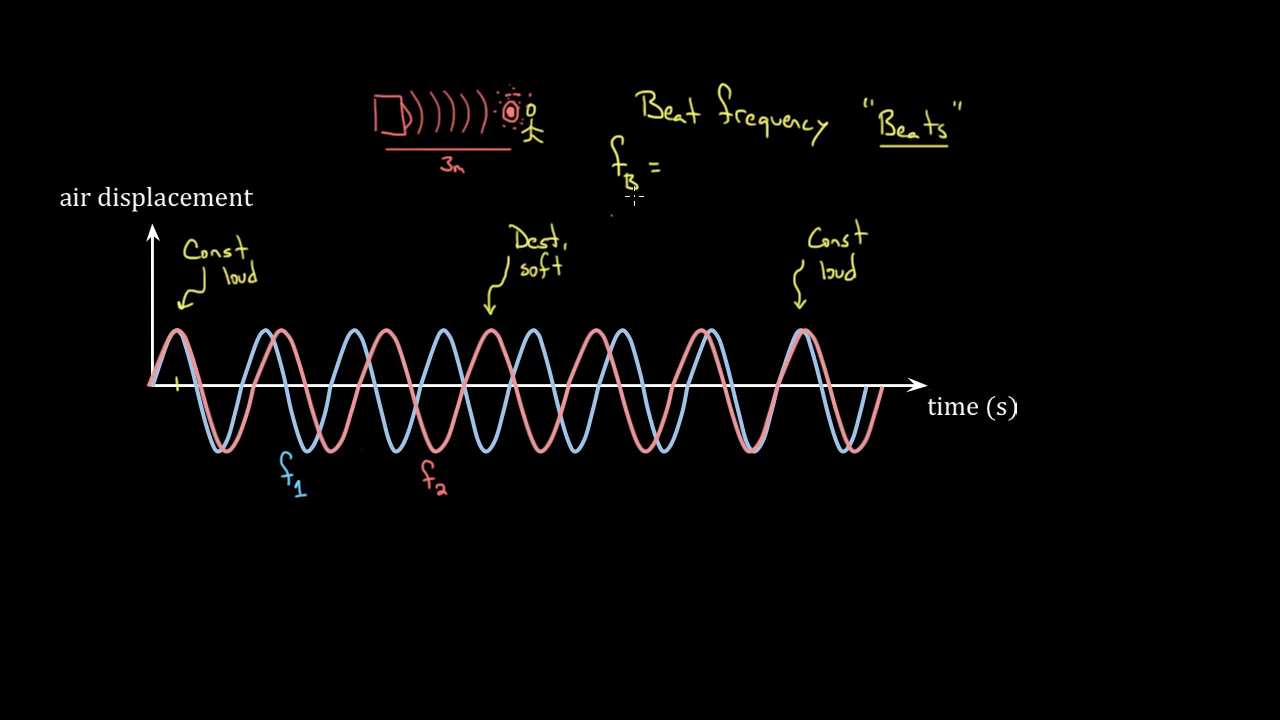 Beat frequency "Beats"
3m
f_B =
air displacement
Const
loud
Dest.
soft
Const
loud
time (s)
f_1
f_2